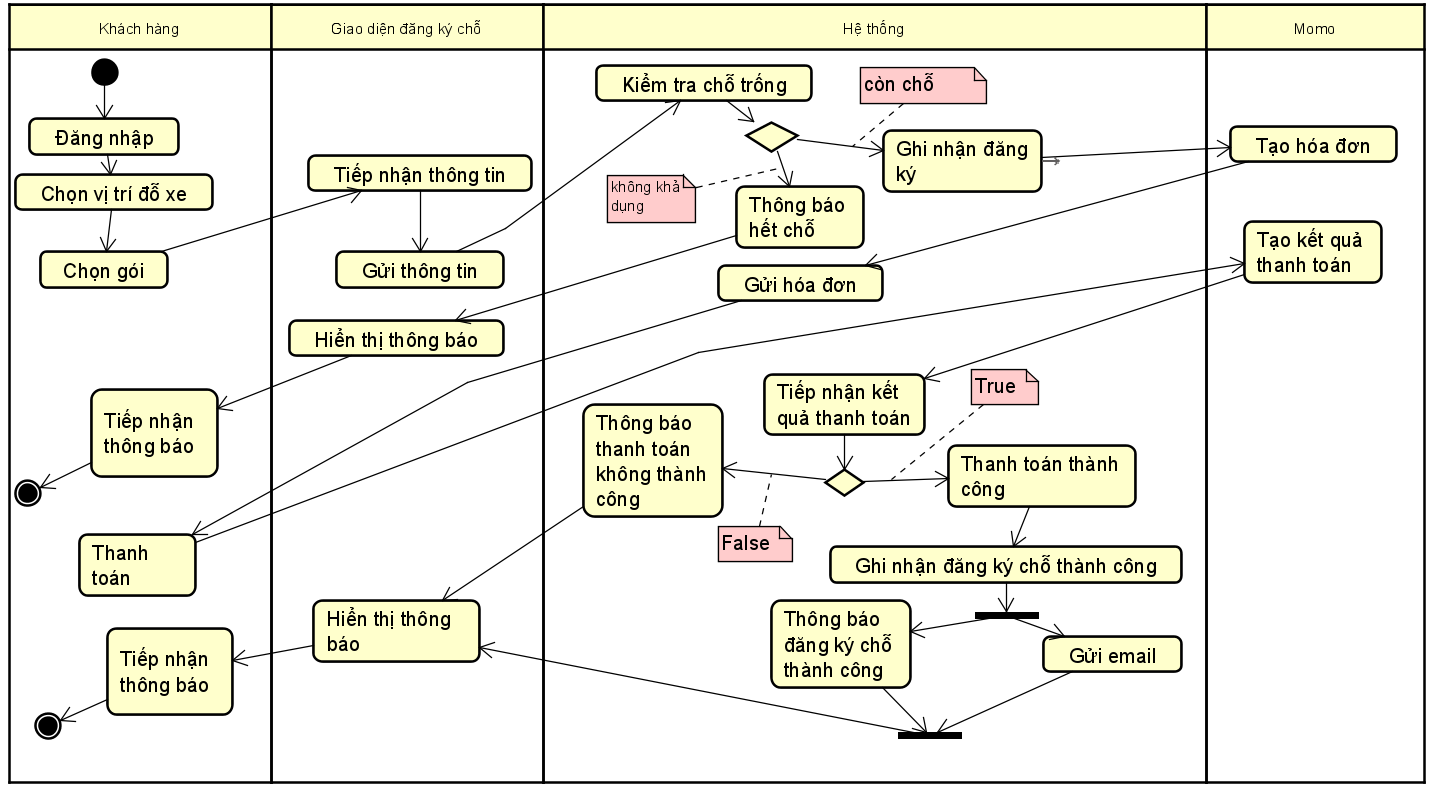 Khách hàng
Giao diện đăng ký chỗ
Hệ thống
Momo
Đăng nhập
Chọn vị trí đỗ xe
Chọn gói
Tiếp nhận thông tin
Gửi thông tin
Kiểm tra chỗ trống
còn chỗ
Ghi nhận đăng
ký
không khả
dụng
Thông báo
hết chỗ
Tạo hóa đơn
Gửi hóa đơn
Tạo kết quả
thanh toán
Hiển thị thông báo
Tiếp nhận
thông báo
Thanh
toán
Tiếp nhận kết
quả thanh toán
True
Thông báo
thanh toán
không thành
công
False
Thanh toán thành
công
Ghi nhận đăng ký chỗ thành công
Thông báo
đăng ký chỗ
thành công
Gửi email
Hiển thị thông
báo
Tiếp nhận
thông báo